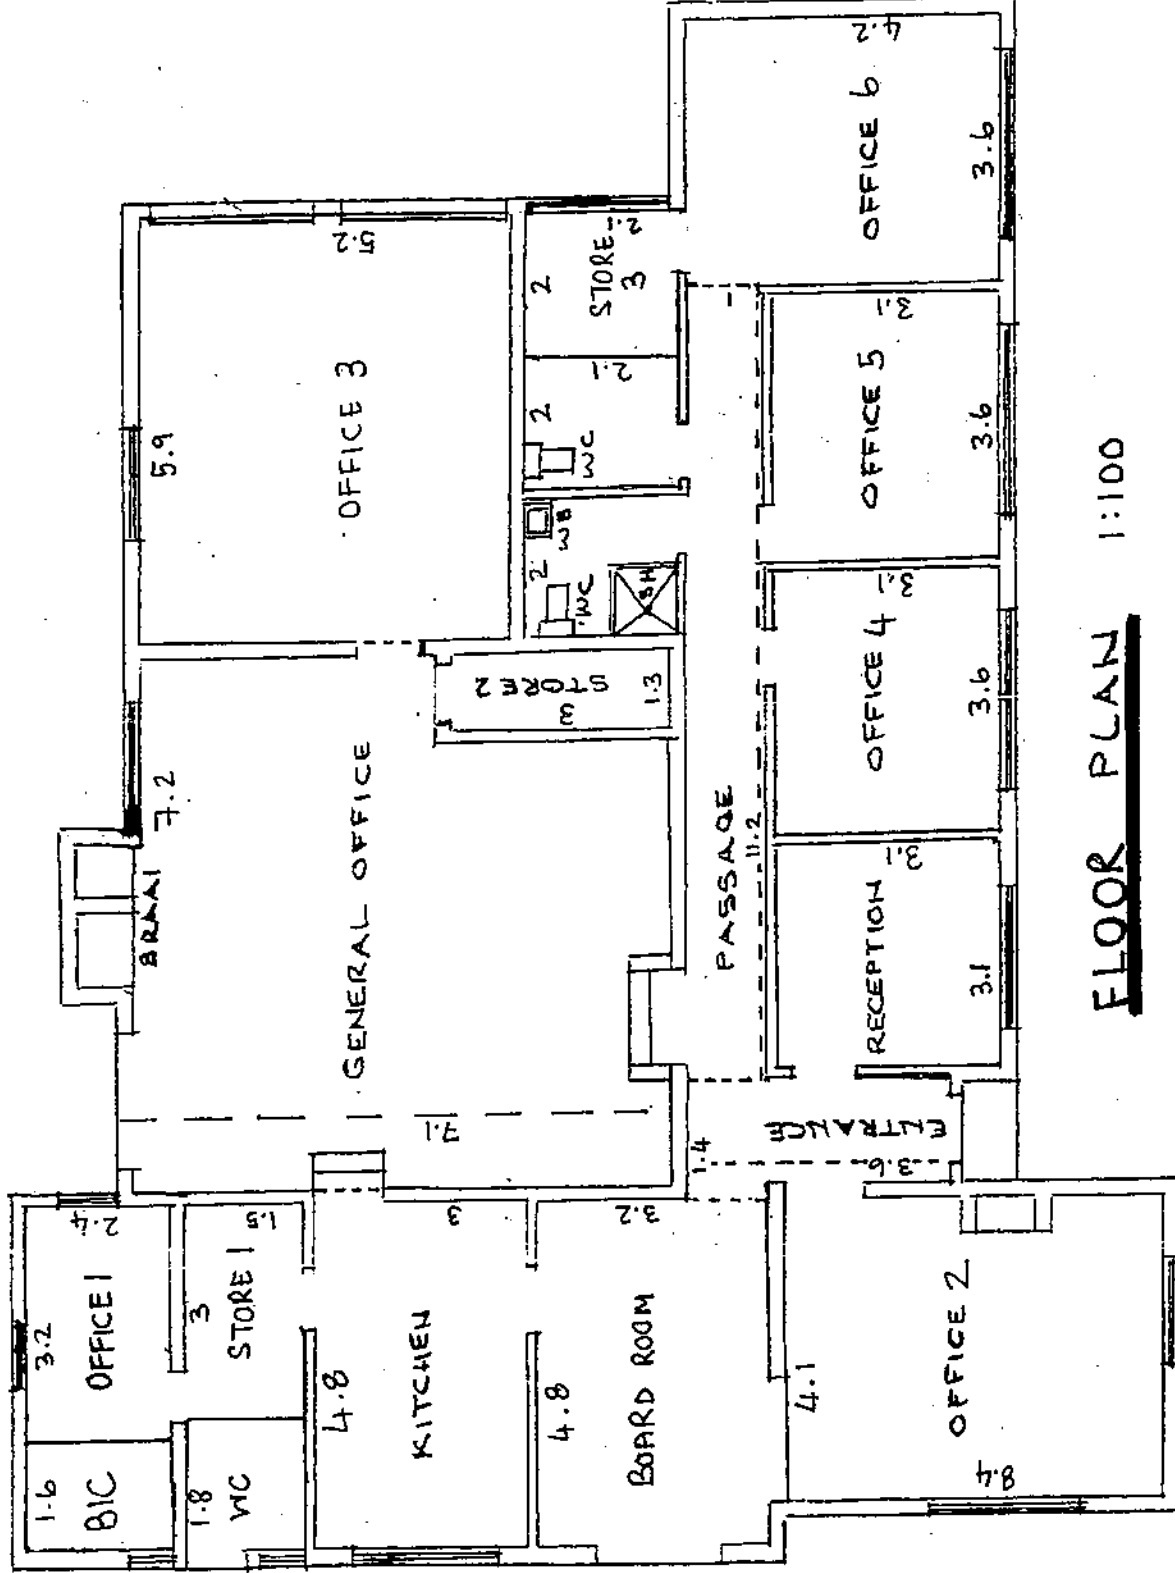 1.6
BIC
3.2
OFFICE 1
2.4
1.8
WC
3
STORE 1
1.5
4.8
KITCHEN
3
4.8
BOARD ROOM
3.2
4.1
OFFICE 2
4.8
BRAAI
7.2
GENERAL OFFICE
7.1
STORE 2
3
1.3
5.9
OFFICE 3
5.2
2
WC
WB
SH
2
WC
2.1
2
STORE
3
2.1
1.4
ENTRANCE
3.6
PASSAGE
11.2
1
RECEPTION
3.1
3.1
OFFICE 4
3.1
3.6
OFFICE 5
3.1
3.6
OFFICE 6
4.2
3.6
FLOOR PLAN 1:100